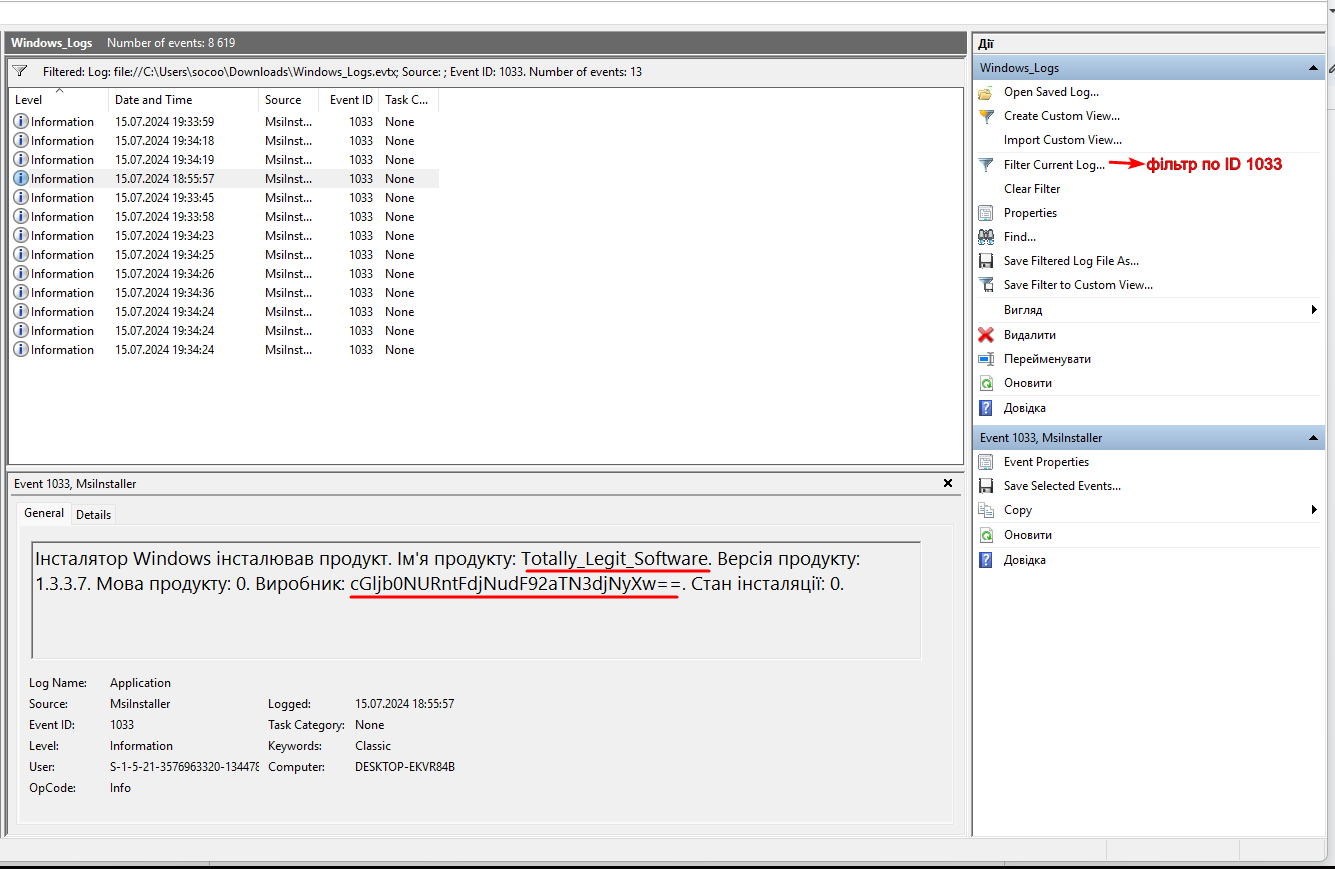 Windows_Logs Number of events: 8 619
Filtered: Log: file://C:\Users\socoo\Downloads\Windows_Logs.evtx; Source: ; Event ID: 1033. Number of events: 13
Level Date and Time Source Event ID Task C...
Information 15.07.2024 19:33:59 MsiInst... 1033 None
Information 15.07.2024 19:34:18 MsiInst... 1033 None
Information 15.07.2024 19:34:19 MsiInst... 1033 None
Information 15.07.2024 18:55:57 MsiInst... 1033 None
Information 15.07.2024 19:33:45 MsiInst... 1033 None
Information 15.07.2024 19:33:58 MsiInst... 1033 None
Information 15.07.2024 19:34:23 MsiInst... 1033 None
Information 15.07.2024 19:34:25 MsiInst... 1033 None
Information 15.07.2024 19:34:26 MsiInst... 1033 None
Information 15.07.2024 19:34:36 MsiInst... 1033 None
Information 15.07.2024 19:34:24 MsiInst... 1033 None
Information 15.07.2024 19:34:24 MsiInst... 1033 None
Information 15.07.2024 19:34:24 MsiInst... 1033 None
Event 1033, MsiInstaller
General Details
Інсталятор Windows інсталював продукт. Ім'я продукту: Totally_Legit_Software. Версія продукту:
1.3.3.7. Мова продукту: 0. Виробник: cGljb0NURntFdjNudF92aTN3djNyXw==. Стан інсталяції: 0.
Log Name: Application
Source: MsiInstaller Logged: 15.07.2024 18:55:57
Event ID: 1033 Task Category: None
Level: Information Keywords: Classic
User: S-1-5-21-3576963320-134478 Computer: DESKTOP-EKVR84B
OpCode: Info
Дії
Windows_Logs
Open Saved Log...
Create Custom View...
Import Custom View...
Filter Current Log... фільтр по ID 1033
Clear Filter
Properties
Find...
Save Filtered Log File As...
Save Filter to Custom View...
Вигляд
Видалити
Перейменувати
Оновити
Довідка
Event 1033, MsiInstaller
Event Properties
Save Selected Events...
Copy
Оновити
Довідка